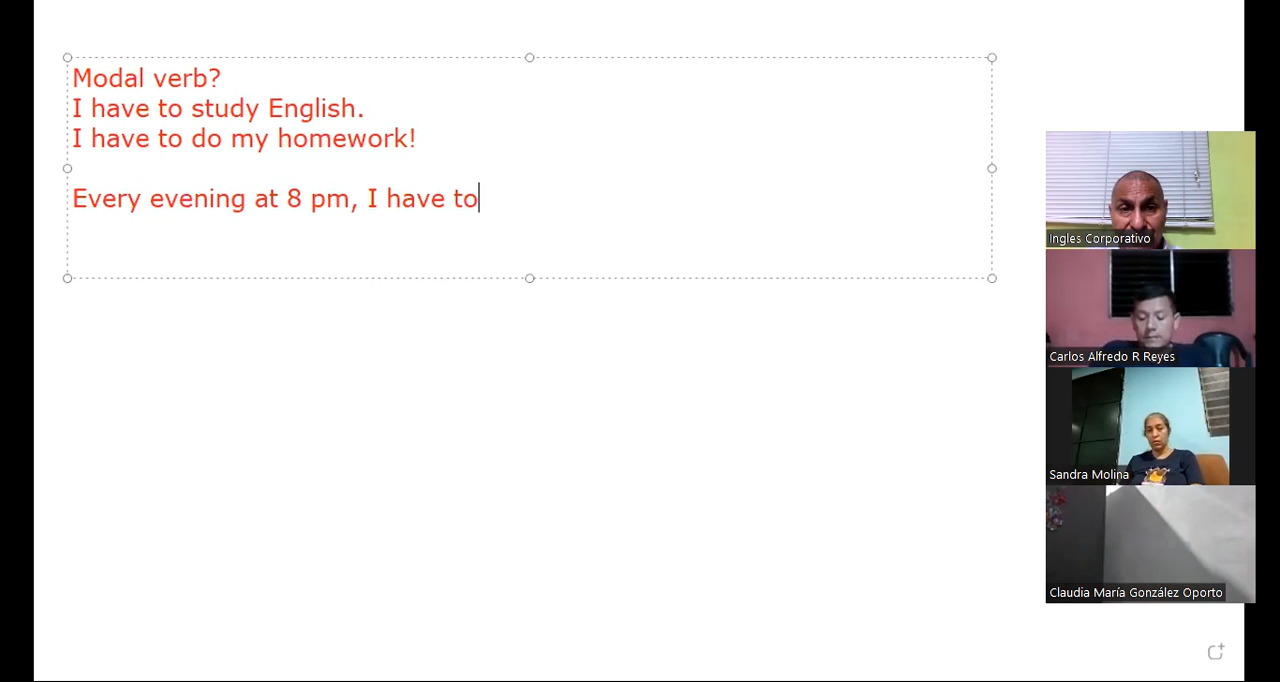 Modal verb?
I have to study English.
I have to do my homework!
Every evening at 8 pm, I have to
Ingles Corporativo
Carlos Alfredo R Reyes
Sandra Molina
Claudia María González Oporto